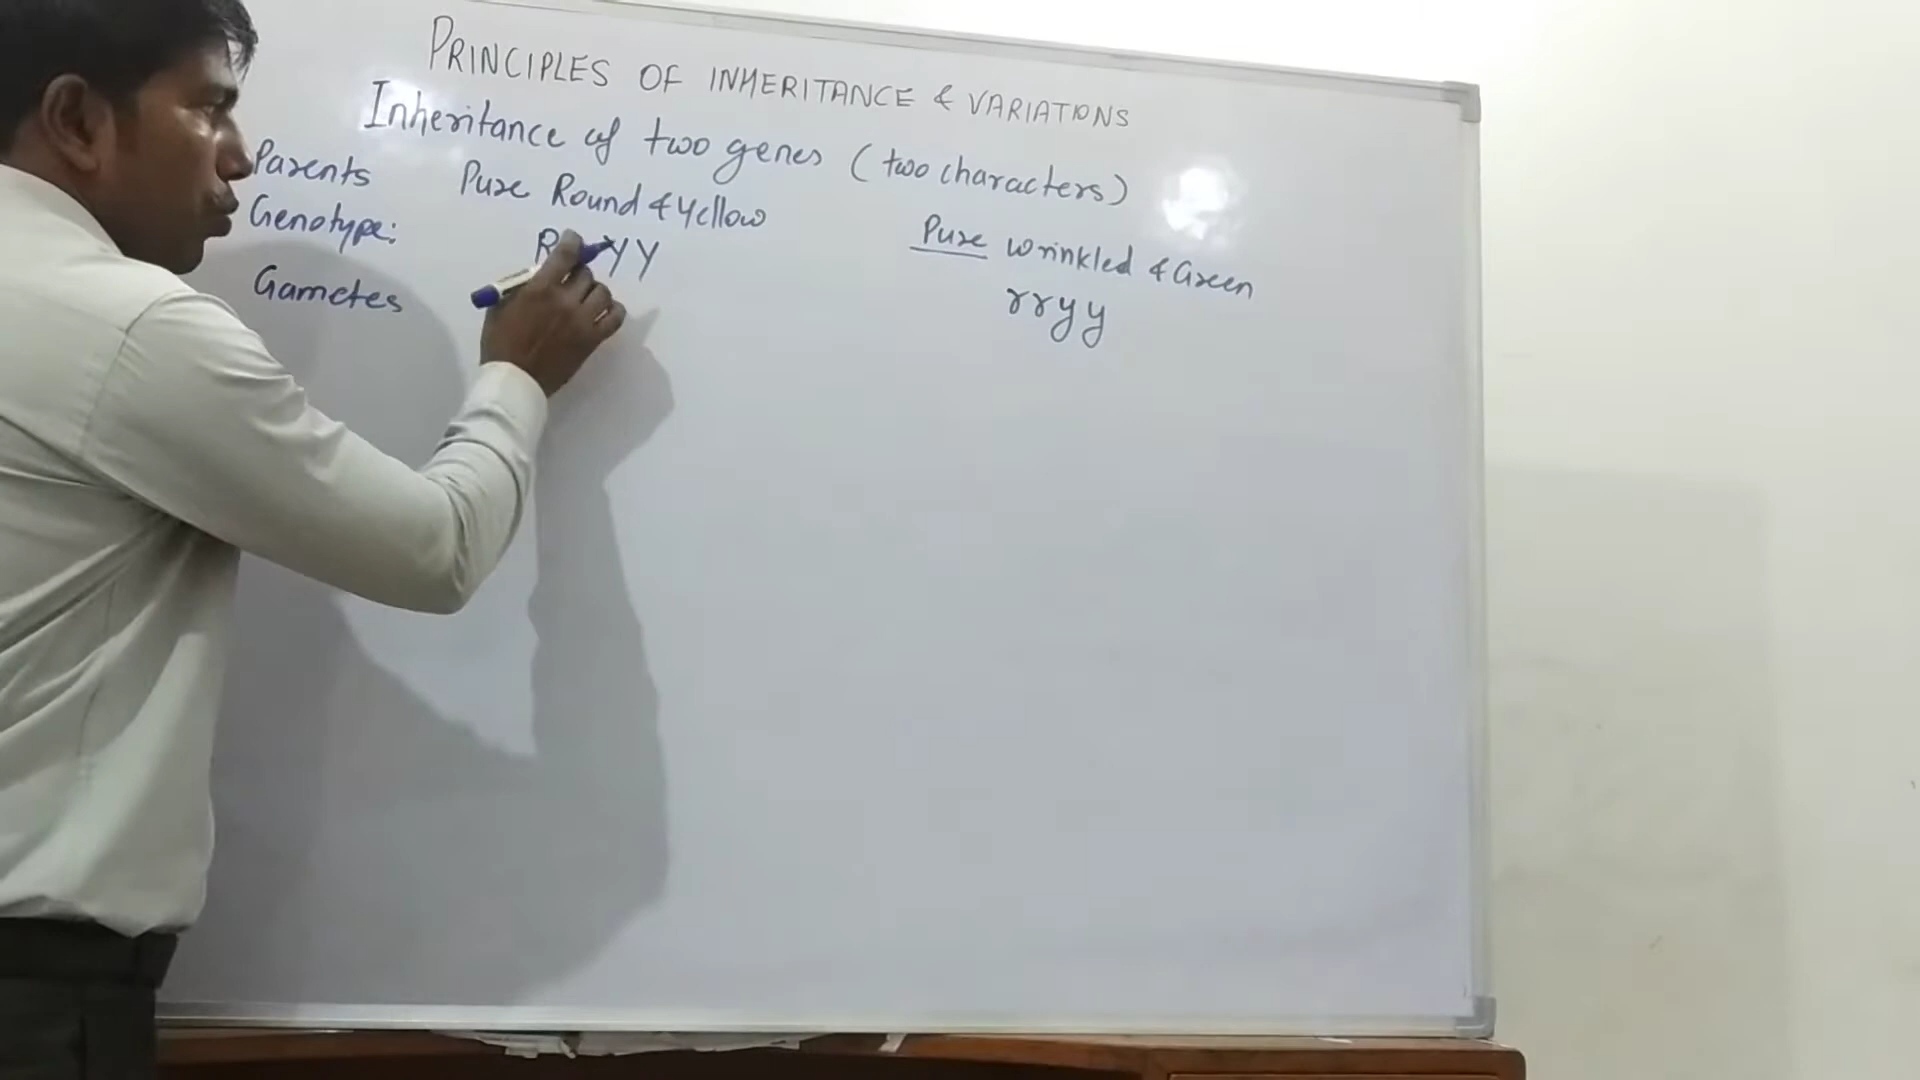 PRINCIPLES OF INHERITANCE & VARIATIONS
Inheritance of two genes (two characters)
Parents Pure Round & Yellow Pure wrinkled & Green
Genotype: R YY rryy
Gametes